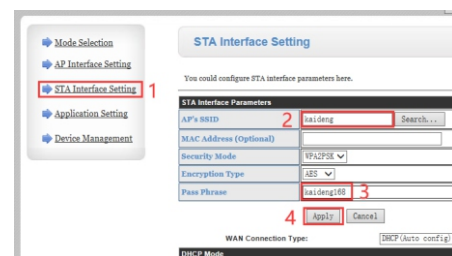 Mode Selection
AP Interface Setting
STA Interface Setting 1
Application Setting
Device Management
STA Interface Setting
You could configure STA interface parameters here.
STA Interface Parameters
AP's SSID 2 kaideng Search...
MAC Address (Optional)
Security Mode WPA2PSK
Encryption Type AES
Pass Phrase kaideng168 3
4 Apply Cancel
WAN Connection Type: DHCP (Auto config)
DHCP Mode